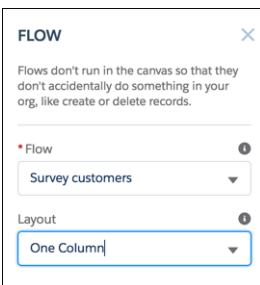 FLOW
Flows don't run in the canvas so that they
don't accidentally do something in your
org, like create or delete records.
* Flow
Survey customers
Layout
One Column